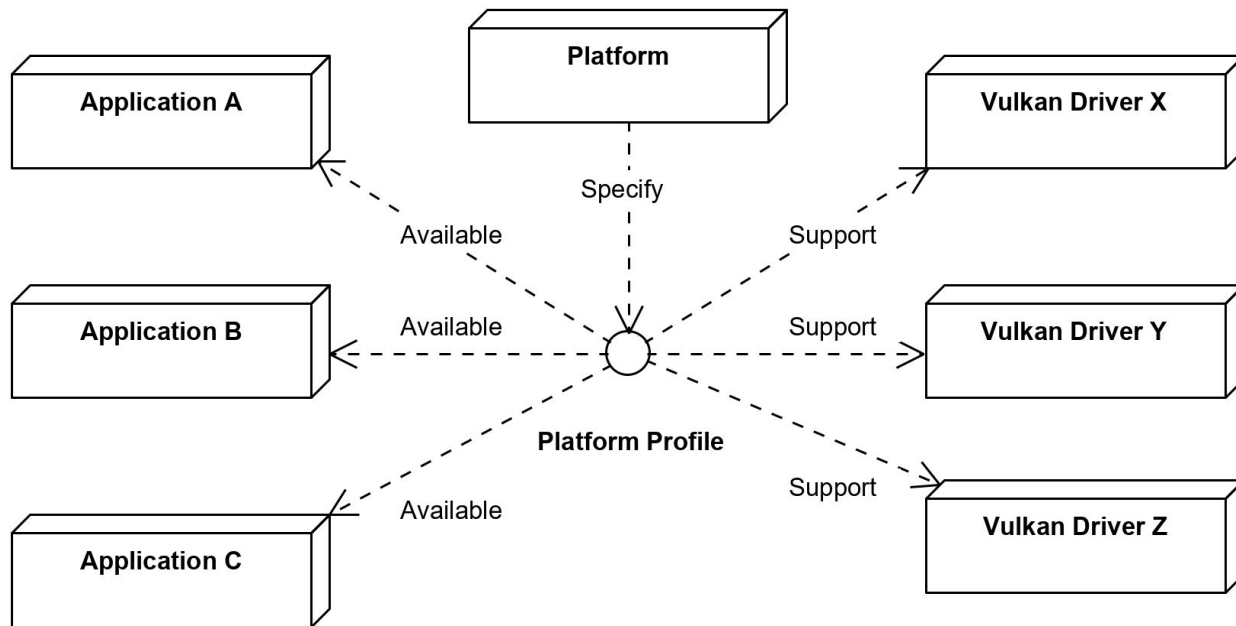 Platform
Application A
Vulkan Driver X
Specify
Available
Support
Application B
Available
Support
Vulkan Driver Y
Platform Profile
Available
Support
Vulkan Driver Z
Application C